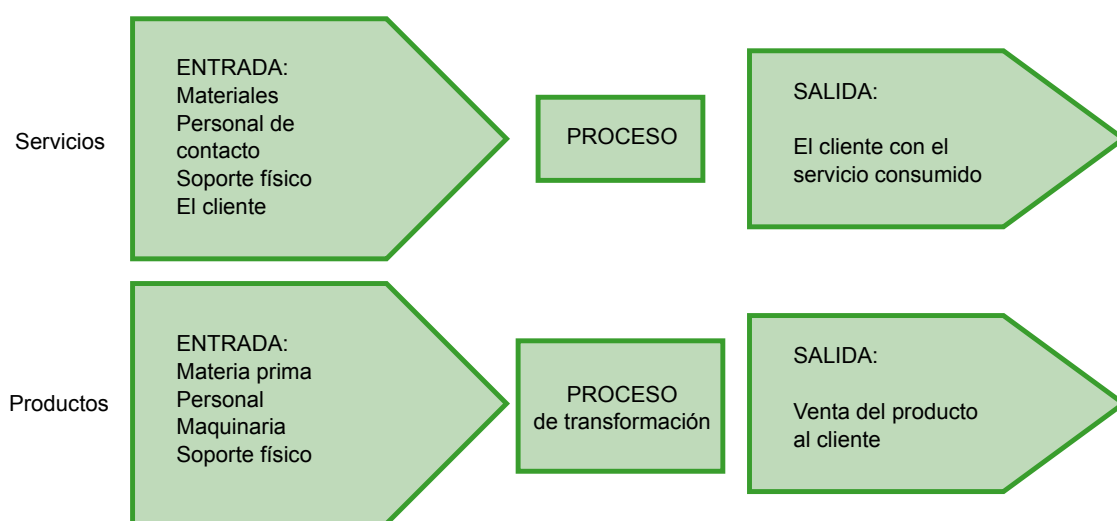 Servicios
ENTRADA:
Materiales
Personal de
contacto
Soporte físico
El cliente
PROCESO
SALIDA:
El cliente con el
servicio consumido
Productos
ENTRADA:
Materia prima
Personal
Maquinaria
Soporte físico
PROCESO
de transformación
SALIDA:
Venta del producto
al cliente